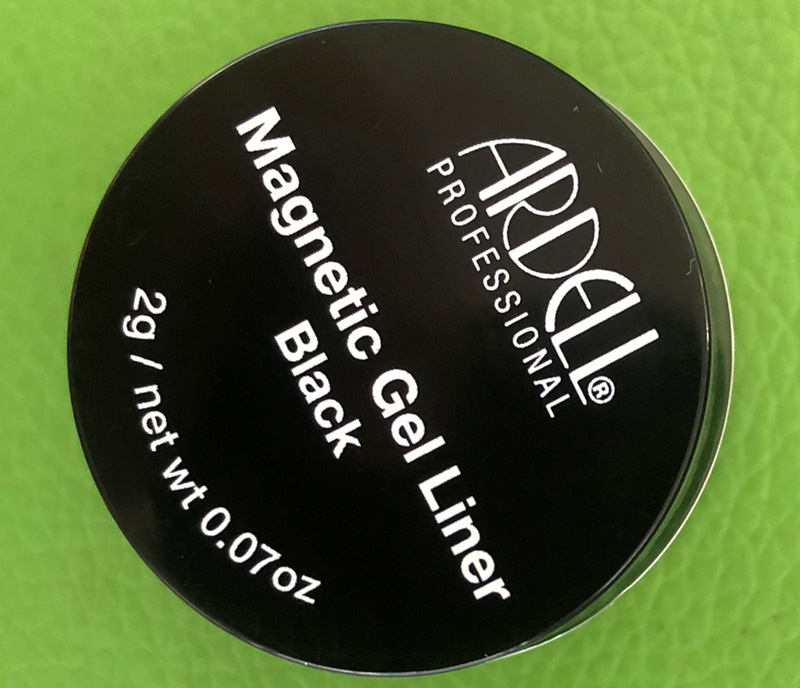 ARDELL®
PROFESSIONAL
Magnetic Gel Liner
Black
2g / net wt 0.07oz